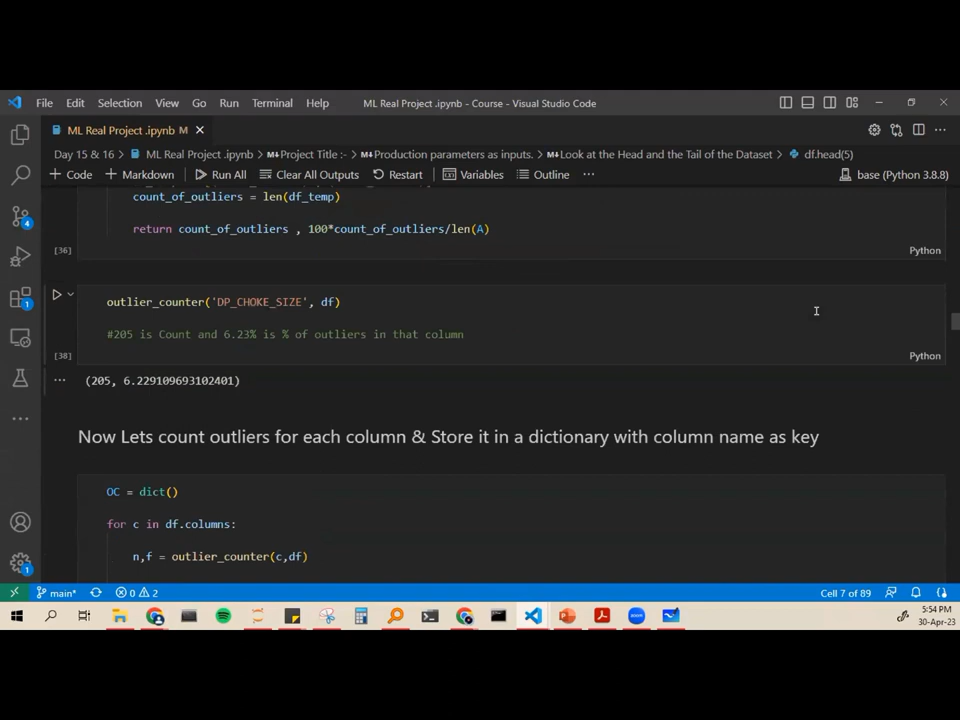 File Edit Selection View Go Run Terminal Help ML Real Project .ipynb - Course - Visual Studio Code
ML Real Project .ipynb M
Day 15 & 16 > ML Real Project .ipynb > Project Title :- > Production parameters as inputs. > Look at the Head and the Tail of the Dataset > df.head(5)
+ Code + Markdown Run All Clear All Outputs Restart Variables Outline ... base (Python 3.8.8)
count_of_outliers = len(df_temp)
return count_of_outliers , 100*count_of_outliers/len(A)
[36] Python
outlier_counter('DP_CHOKE_SIZE', df)
#205 is Count and 6.23% is % of outliers in that column
[38] Python
... (205, 6.229109693102401)
Now Lets count outliers for each column & Store it in a dictionary with column name as key
OC = dict()
for c in df.columns:
n,f = outlier_counter(c,df)
4
1
1
main* 0 2 Cell 7 of 89
5:54 PM
30-Apr-23